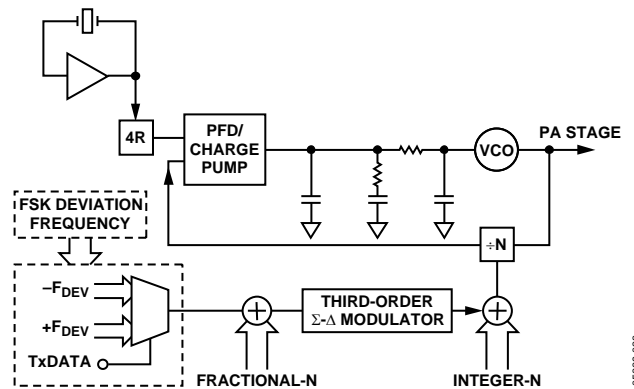 4R
PFD/
CHARGE
PUMP
VCO
PA STAGE
÷N
FSK DEVIATION
FREQUENCY
–FDEV
+FDEV
TxDATA
THIRD-ORDER
Σ-Δ MODULATOR
FRACTIONAL-N
INTEGER-N